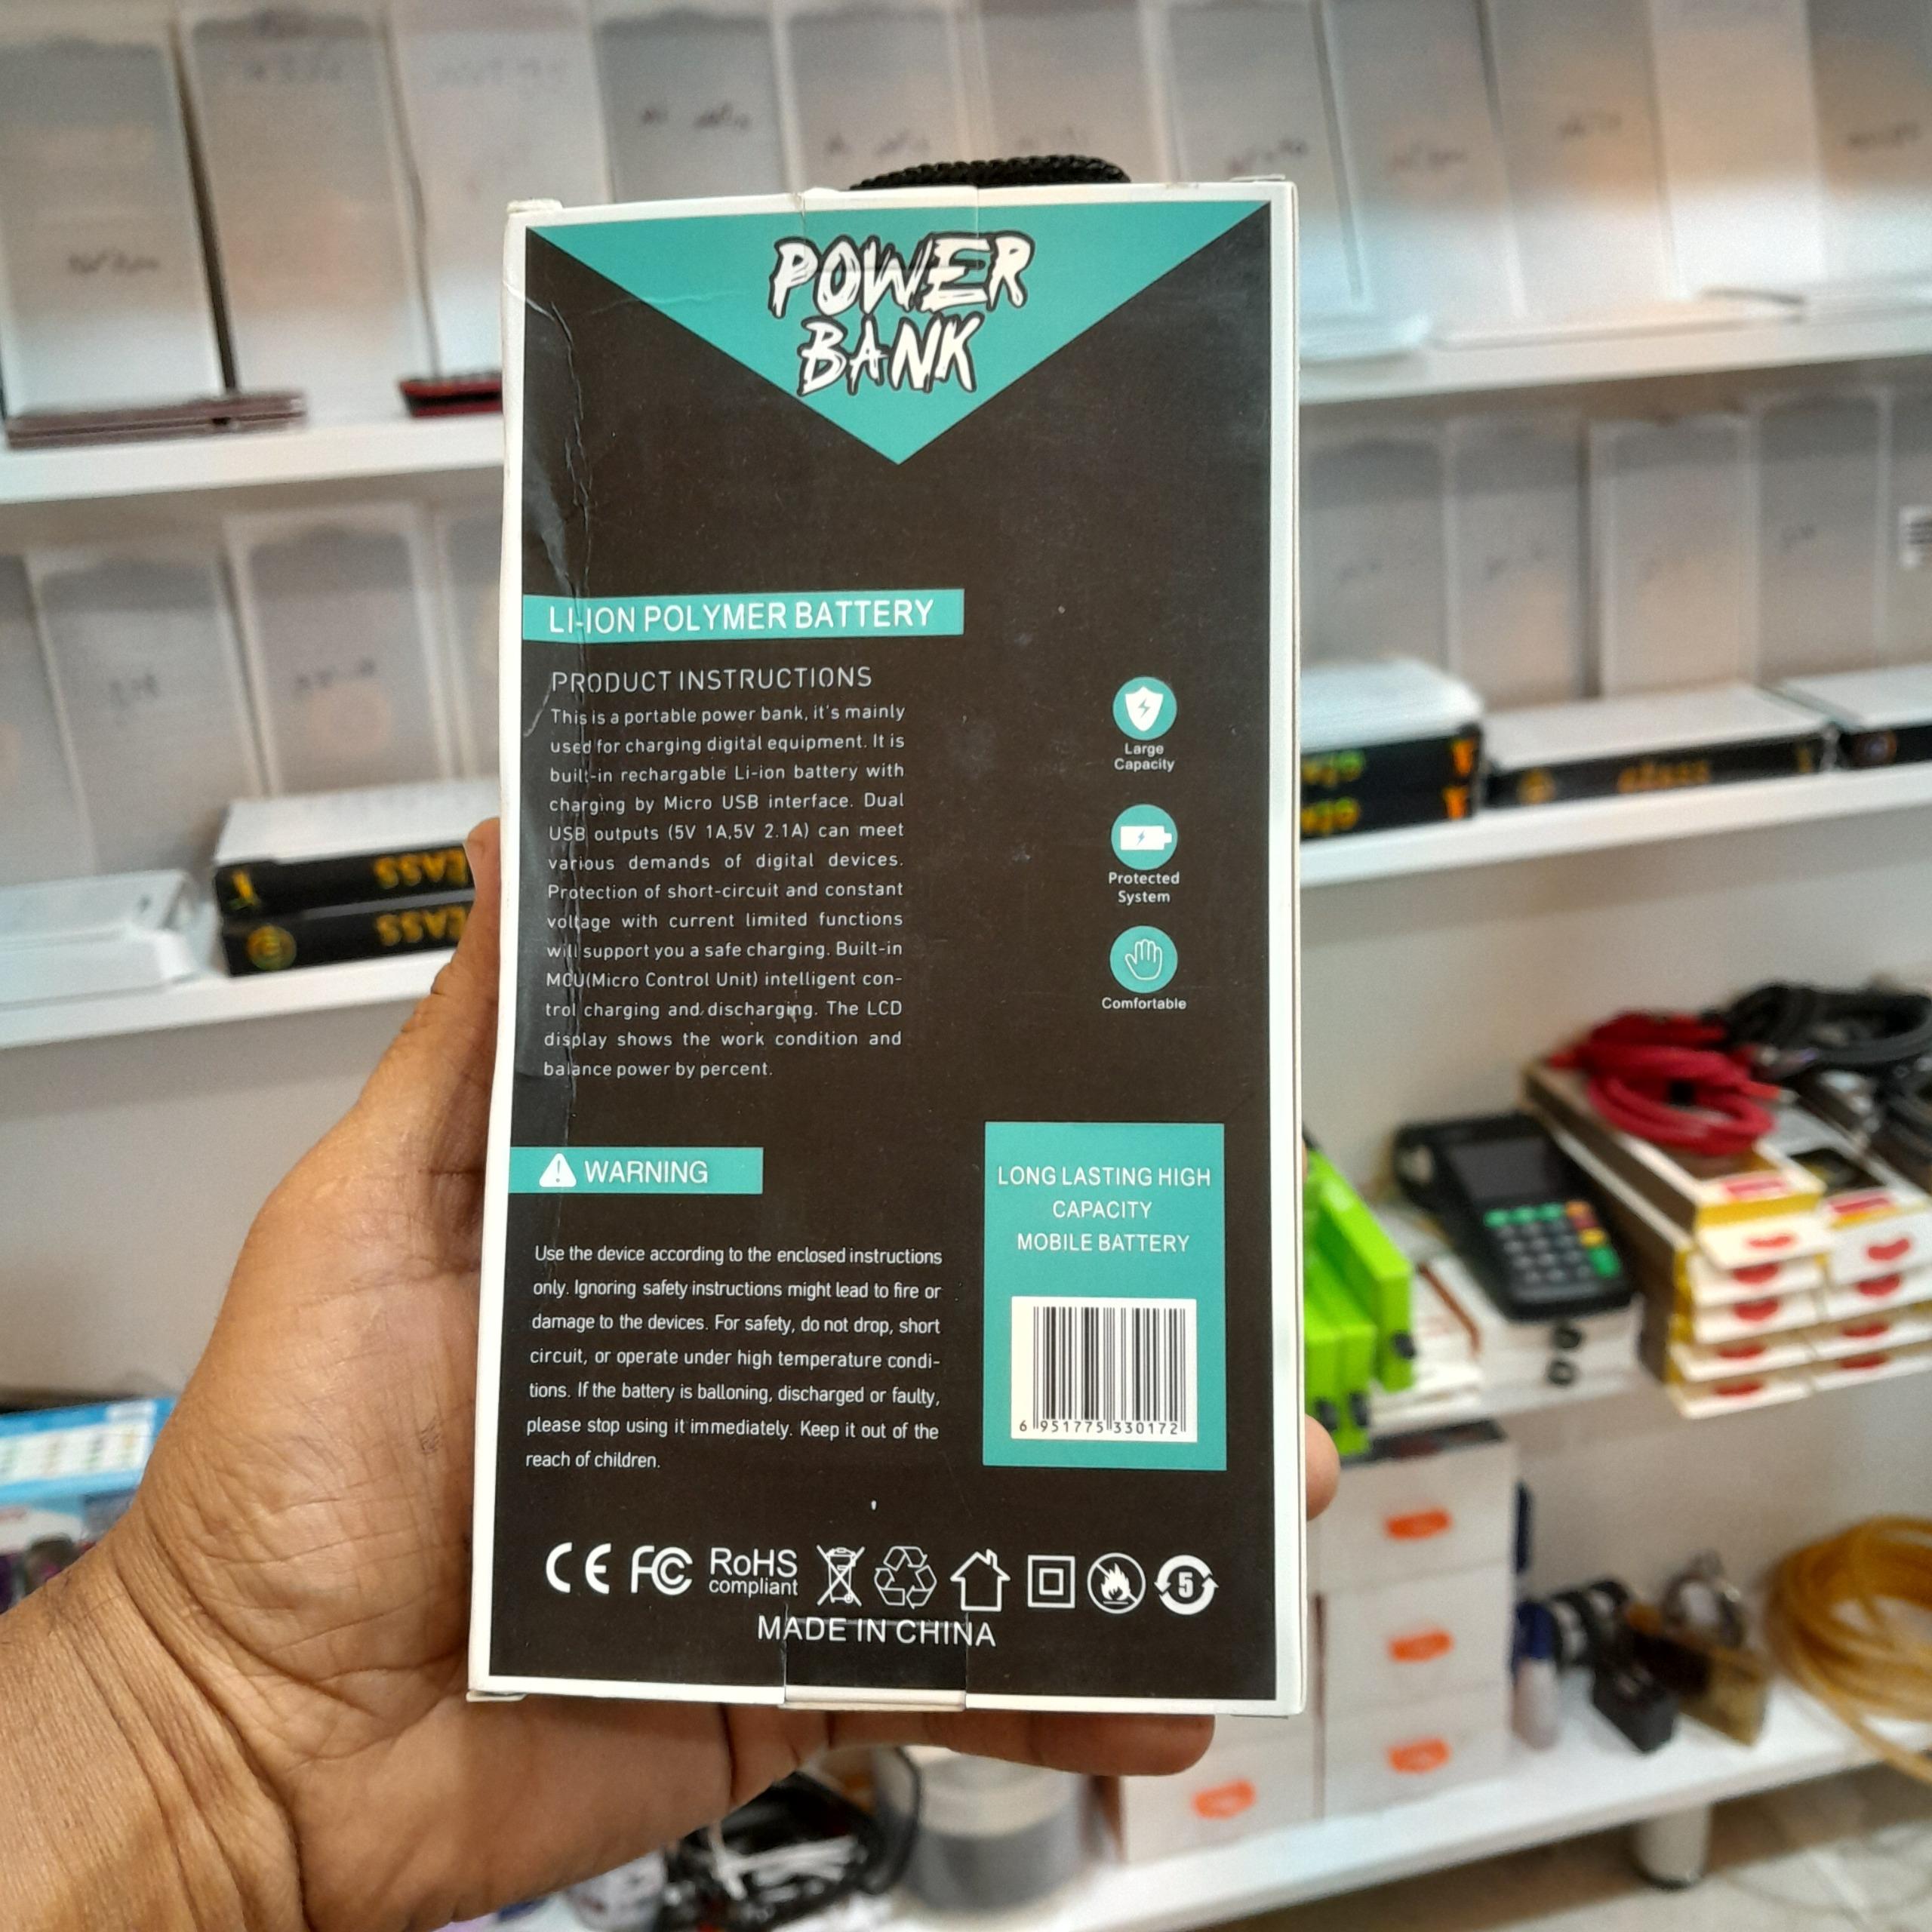 POWER
BANK
LI-ION POLYMER BATTERY
PRODUCT INSTRUCTIONS
This is a portable power bank, it's mainly
used for charging digital equipment. It is
built-in rechargable Li-ion battery with
charging by Micro USB interface. Dual
USB outputs (5V 1A,5V 2.1A) can meet
various demands of digital devices.
Protection of short-circuit and constant
voltage with current limited functions
will support you a safe charging. Built-in
MCU(Micro Control Unit) intelligent con-
trol charging and discharging. The LCD
display shows the work condition and
balance power by percent.
Large
Capacity
Protected
System
Comfortable
WARNING
Use the device according to the enclosed instructions
only. Ignoring safety instructions might lead to fire or
damage to the devices. For safety, do not drop, short
circuit, or operate under high temperature condi-
tions. If the battery is balloning, discharged or faulty,
please stop using it immediately. Keep it out of the
reach of children.
LONG LASTING HIGH
CAPACITY
MOBILE BATTERY
6 951775 330172
CE FC RoHS
compliant
5
MADE IN CHINA